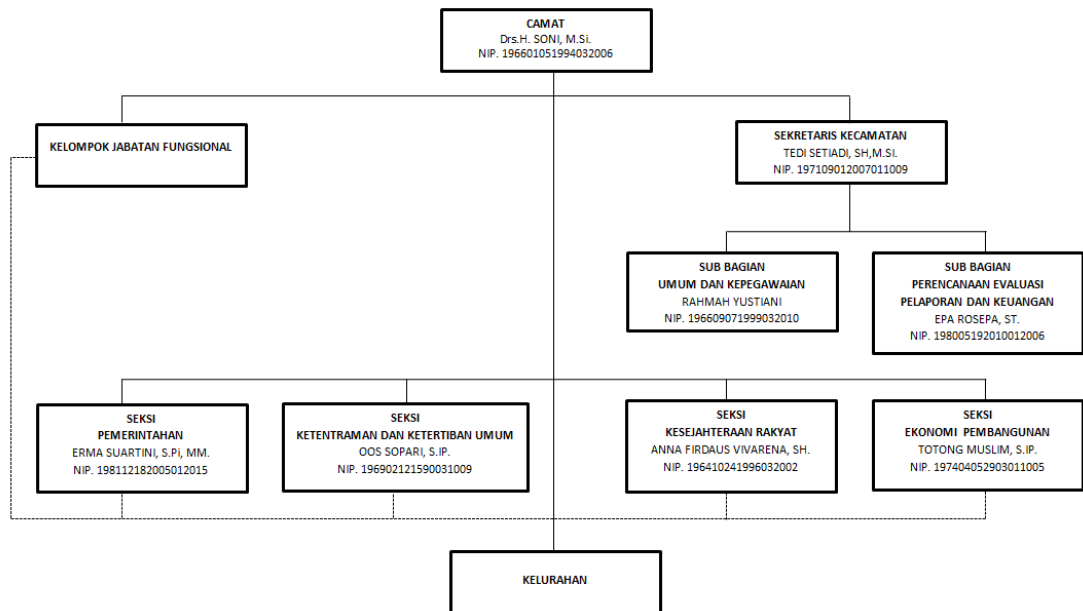 CAMAT
Drs.H. SONI, M.Si.
NIP. 196601051994032006
KELOMPOK JABATAN FUNGSIONAL
SEKRETARIS KECAMATAN
TEDI SETIADI, SH,M.SI.
NIP. 197109012007011009
SUB BAGIAN
UMUM DAN KEPEGAWAIAN
RAHMAH YUSTIANI
NIP. 196609071999032010
SUB BAGIAN
PERENCANAAN EVALUASI
PELAPORAN DAN KEUANGAN
EPA ROSEPA, ST.
NIP. 198005192010012006
SEKSI
PEMERINTAHAN
ERMA SUARTINI, S.Pi, MM.
NIP. 198112182005012015
SEKSI
KETENTRAMAN DAN KETERTIBAN UMUM
OOS SOPARI, S.IP.
NIP. 196902121590031009
SEKSI
KESEJAHTERAAN RAKYAT
ANNA FIRDAUS VIVARENA, SH.
NIP. 196410241996032002
SEKSI
EKONOMI PEMBANGUNAN
TOTONG MUSLIM, S.IP.
NIP. 197404052903011005
KELURAHAN